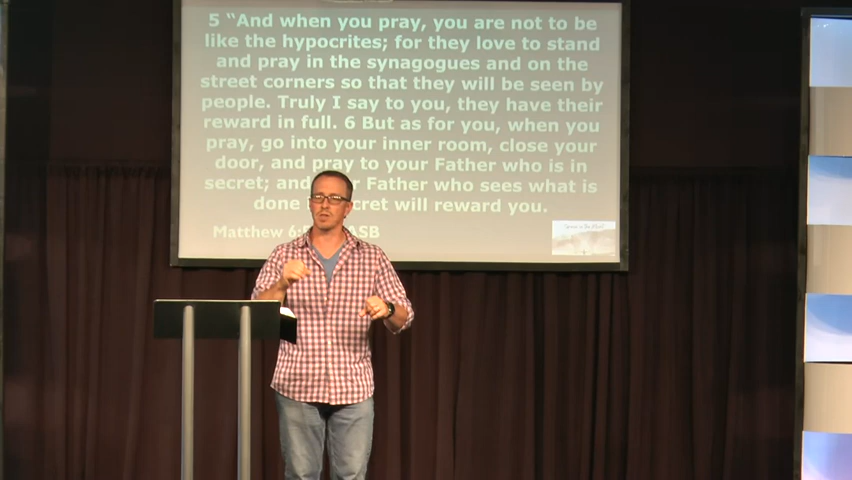 5 “And when you pray, you are not to be
like the hypocrites; for they love to stand
and pray in the synagogues and on the
street corners so that they will be seen by
people. Truly I say to you, they have their
reward in full. 6 But as for you, when you
pray, go into your inner room, close your
door, and pray to your Father who is in
secret; and Father who sees what is
done will reward you.
Matthew